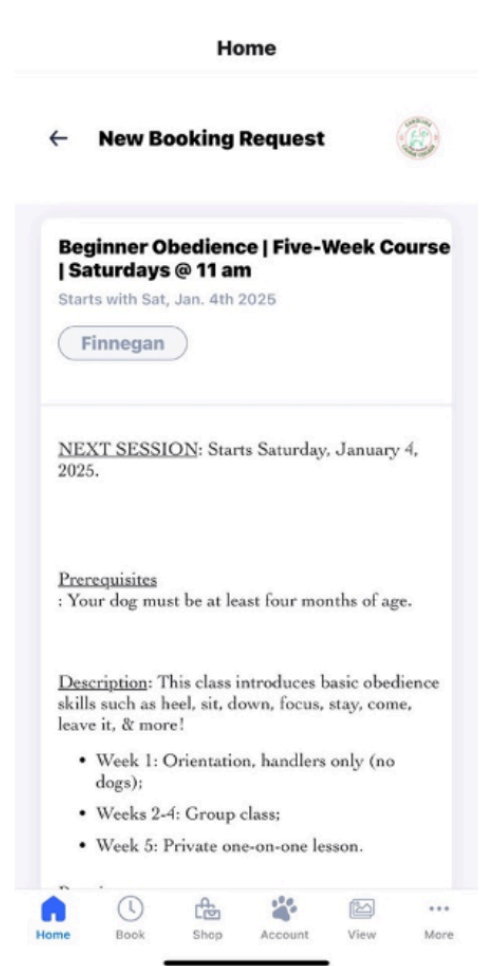 Home
New Booking Request
Beginner Obedience | Five-Week Course
| Saturdays @ 11 am
Starts with Sat, Jan. 4th 2025
Finnegan
NEXT SESSION: Starts Saturday, January 4,
2025.
Prerequisites
: Your dog must be at least four months of age.
Description: This class introduces basic obedience
skills such as heel, sit, down, focus, stay, come,
leave it, & more!
• Week 1: Orientation, handlers only (no
dogs);
• Weeks 2-4: Group class;
• Week 5: Private one-on-one lesson.
Home Book Shop Account View More